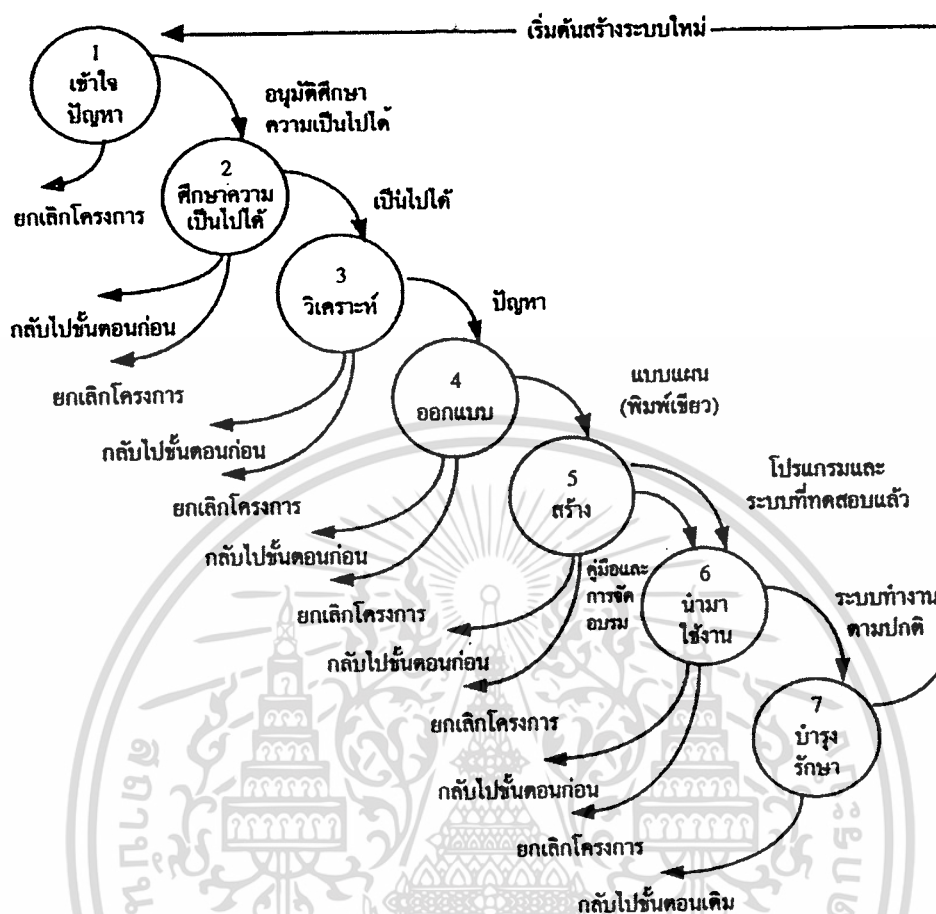 เริ่มต้นสร้างระบบใหม่
1
เข้าใจ
ปัญหา
อนุมัติศึกษา
ความเป็นไปได้
ยกเลิกโครงการ
2
ศึกษาความ
เป็นไปได้
เป็นไปได้
กลับไปขั้นตอนก่อน
ยกเลิกโครงการ
3
วิเคราะห์
ปัญหา
กลับไปขั้นตอนก่อน
ยกเลิกโครงการ
4
ออกแบบ
แบบแผน
(พิมพ์เขียว)
กลับไปขั้นตอนก่อน
ยกเลิกโครงการ
5
สร้าง
โปรแกรมและ
ระบบที่ทดสอบแล้ว
คู่มือและ
การจัด
อบรม
กลับไปขั้นตอนก่อน
ยกเลิกโครงการ
6
นำมา
ใช้งาน
ระบบทำงาน
ตามปกติ
กลับไปขั้นตอนก่อน
ยกเลิกโครงการ
7
บำรุง
รักษา
กลับไปขั้นตอนเดิม